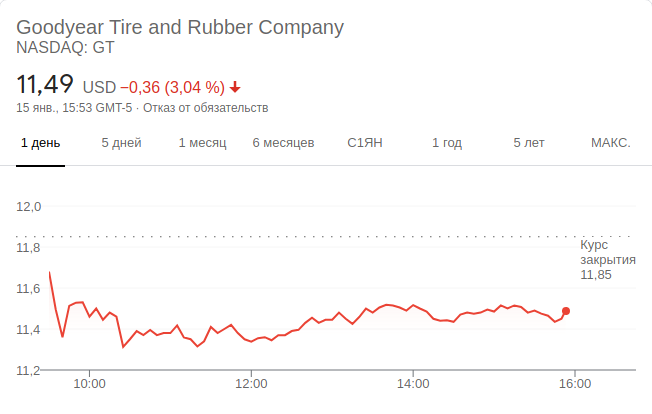 Goodyear Tire and Rubber Company
NASDAQ: GT
11,49 USD −0,36 (3,04 %)
15 янв., 15:53 GMT-5 · Отказ от обязательств
1 день 5 дней 1 месяц 6 месяцев С1ЯН 1 год 5 лет МАКС.
12,0
11,8
11,6
11,4
11,2
Курс
закрытия
11,85
10:00 12:00 14:00 16:00